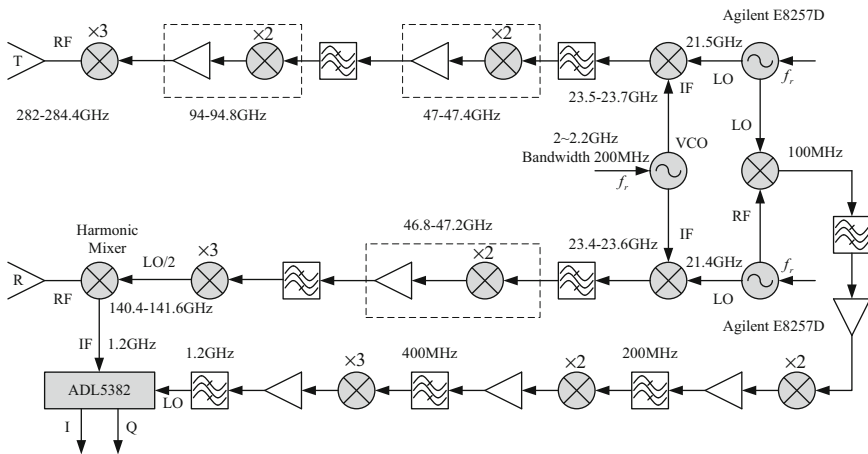 Agilent E8257D
×3
×2
×2
T
RF
21.5GHz
LO
f_r
23.5-23.7GHz
IF
282-284.4GHz
94-94.8GHz
47-47.4GHz
LO
2~2.2GHz
Bandwidth 200MHz
VCO
f_r
100MHz
RF
Harmonic
Mixer
46.8-47.2GHz
IF
23.4-23.6GHz
21.4GHz
LO/2
×3
×2
R
RF
LO
f_r
140.4-141.6GHz
Agilent E8257D
IF
1.2GHz
1.2GHz
×3
400MHz
×2
200MHz
×2
ADL5382
LO
I
Q